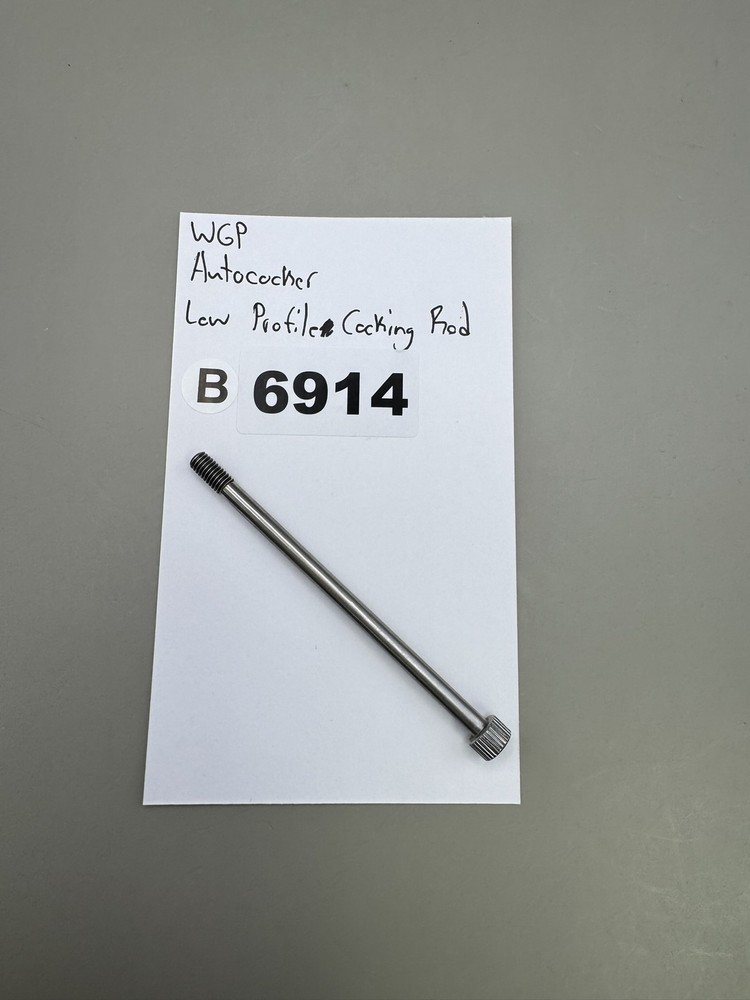 WGP
Autococker
Low Profile Cocking Rod
B 6914